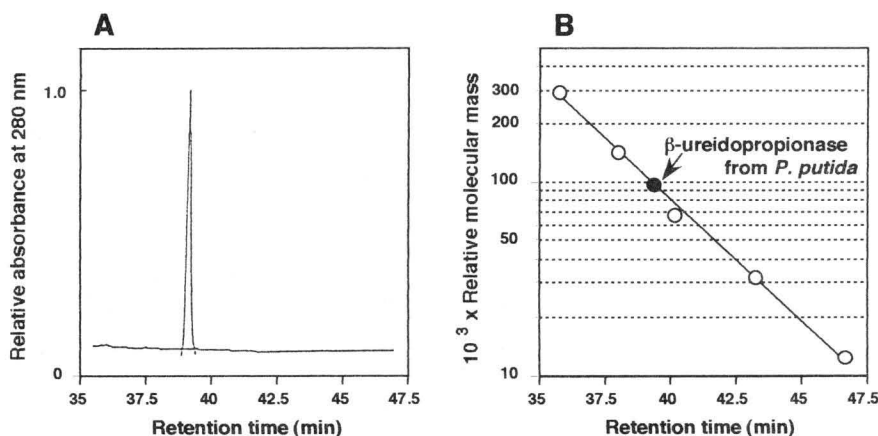 A
Relative absorbance at 280 nm
1.0
0
35 37.5 40 42.5 45 47.5
Retention time (min)
B
10³ x Relative molecular mass
300
200
100
50
10
β-ureidopropionase
from P. putida
35 37.5 40 42.5 45 47.5
Retention time (min)